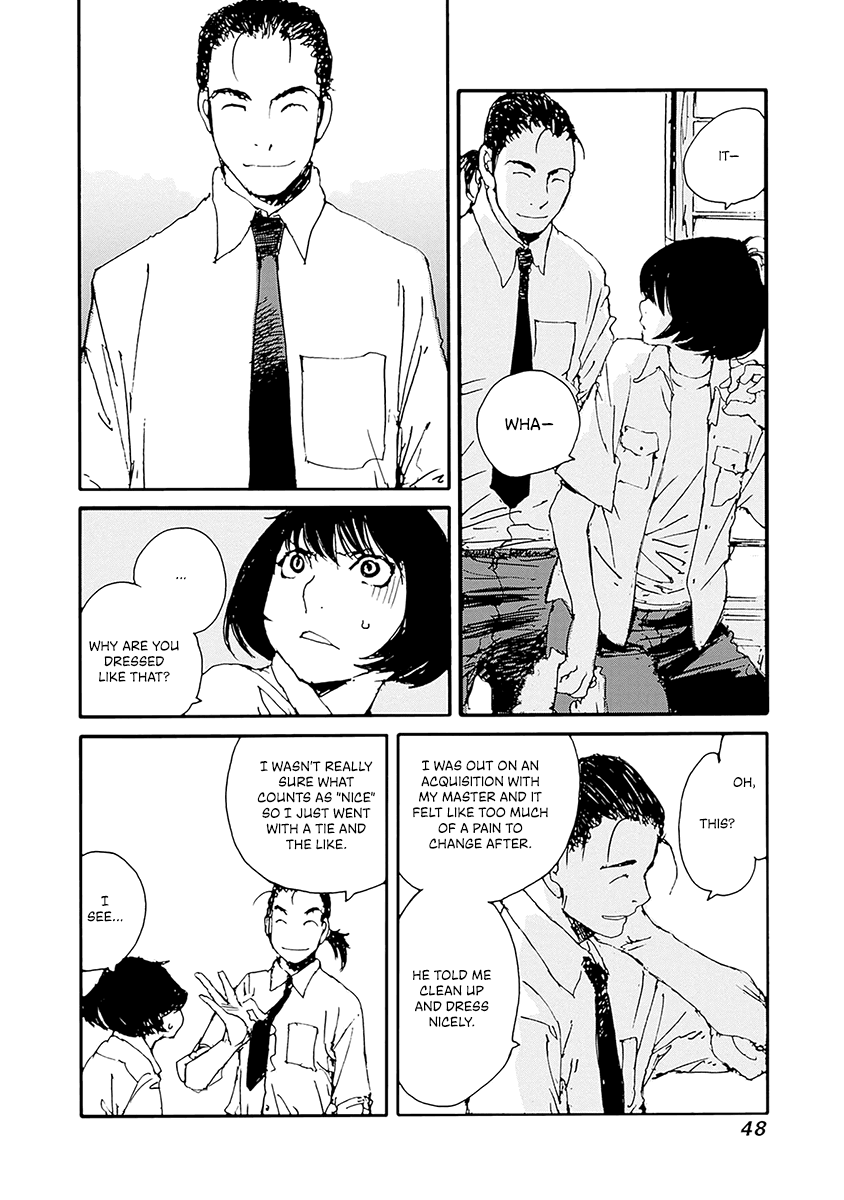 IT—
WHA—
...
WHY ARE YOU
DRESSED
LIKE THAT?
OH,
THIS?
I WAS OUT ON AN
ACQUISITION WITH
MY MASTER AND IT
FELT LIKE TOO MUCH
OF A PAIN TO
CHANGE AFTER.
HE TOLD ME
CLEAN UP
AND DRESS
NICELY.
I WASN'T REALLY
SURE WHAT
COUNTS AS "NICE"
SO I JUST WENT
WITH A TIE AND
THE LIKE.
I
SEE...
48